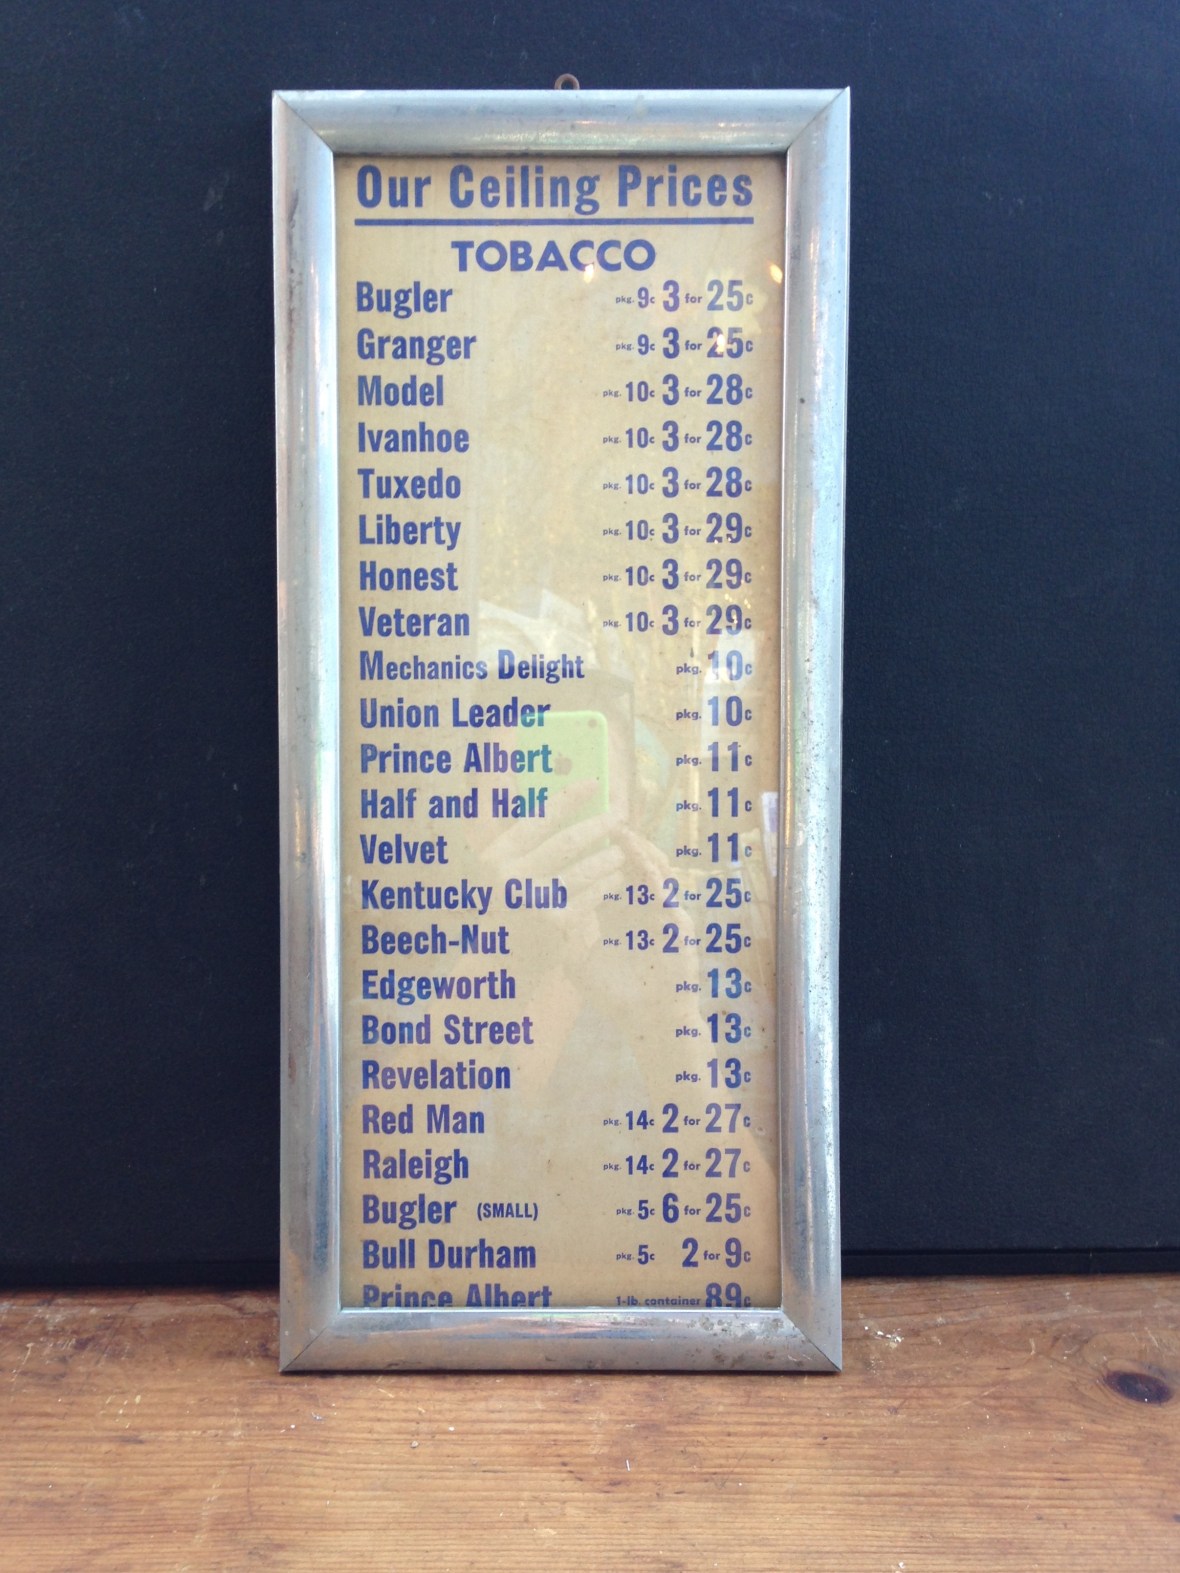 Our Ceiling Prices
TOBACCO
Bugler pkg. 9c 3 for 25c
Granger pkg. 9c 3 for 25c
Model pkg. 10c 3 for 28c
Ivanhoe pkg. 10c 3 for 28c
Tuxedo pkg. 10c 3 for 28c
Liberty pkg. 10c 3 for 29c
Honest pkg. 10c 3 for 29c
Veteran pkg. 10c 3 for 29c
Mechanics Delight pkg. 10c
Union Leader pkg. 10c
Prince Albert pkg. 11c
Half and Half pkg. 11c
Velvet pkg. 11c
Kentucky Club pkg. 13c 2 for 25c
Beech-Nut pkg. 13c 2 for 25c
Edgeworth pkg. 13c
Bond Street pkg. 13c
Revelation pkg. 13c
Red Man pkg. 14c 2 for 27c
Raleigh pkg. 14c 2 for 27c
Bugler (SMALL) pkg. 5c 6 for 25c
Bull Durham pkg. 5c 2 for 9c
Prince Albert 1-lb. container 89c